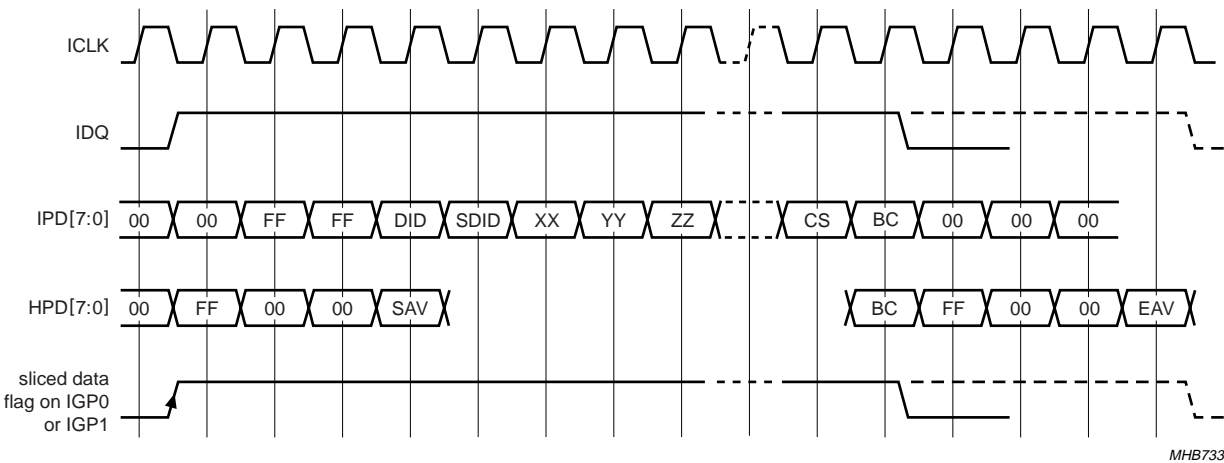 ICLK
IDQ
IPD[7:0] 00 00 FF FF DID SDID XX YY ZZ CS BC 00 00 00
HPD[7:0] 00 FF 00 00 SAV BC FF 00 00 EAV
sliced data
flag on IGP0
or IGP1
MHB733